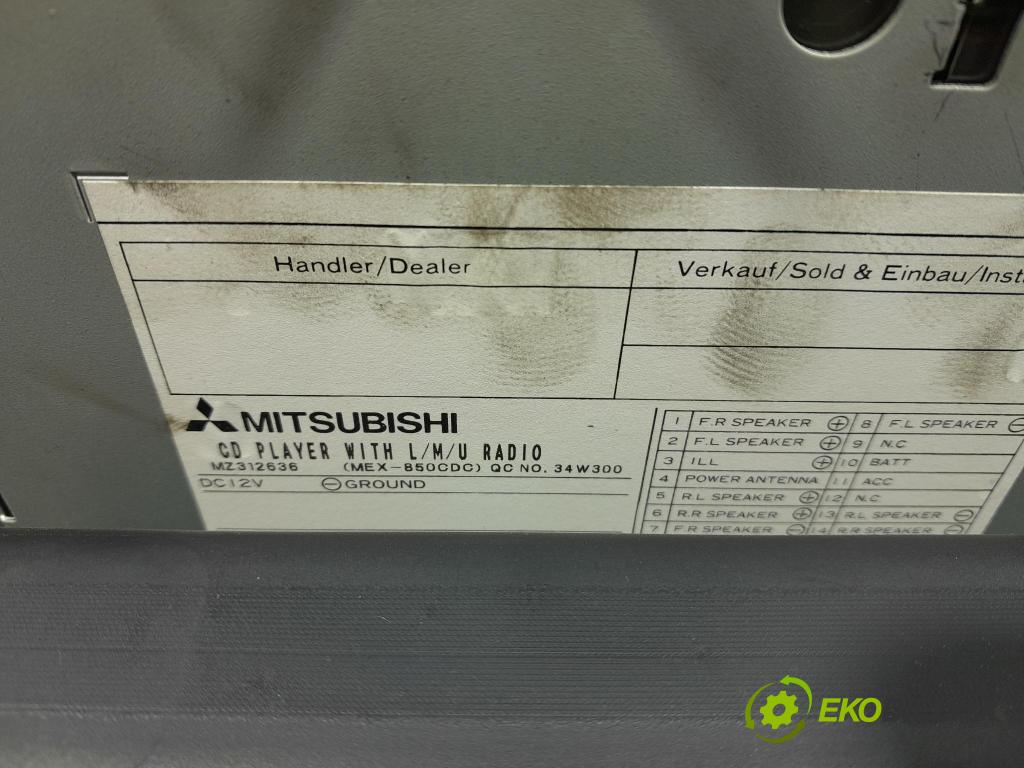 Handler/Dealer
Verkauf/Sold & Einbau/Inst
MITSUBISHI
CD PLAYER WITH L/M/U RADIO
MZ312636 (MEX-850CDC) QC NO. 34W300
DC12V ⊖GROUND
1 F.R SPEAKER ⊕ 8 F.L SPEAKER ⊖
2 F.L SPEAKER ⊕ 9 N.C
3 ILL ⊕ 10 BATT
4 POWER ANTENNA 11 ACC
5 R.L SPEAKER ⊕ 12 N.C
6 R.R SPEAKER ⊕ 13 R.L SPEAKER ⊖
7 F.R SPEAKER ⊖ 14 R.R SPEAKER ⊖
EKO